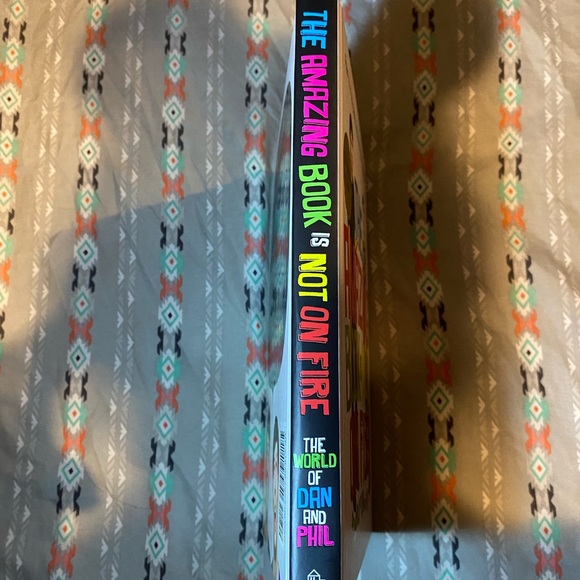 THE AMAZING BOOK IS NOT ON FIRE
THE
WORLD
OF
DAN
AND
PHIL